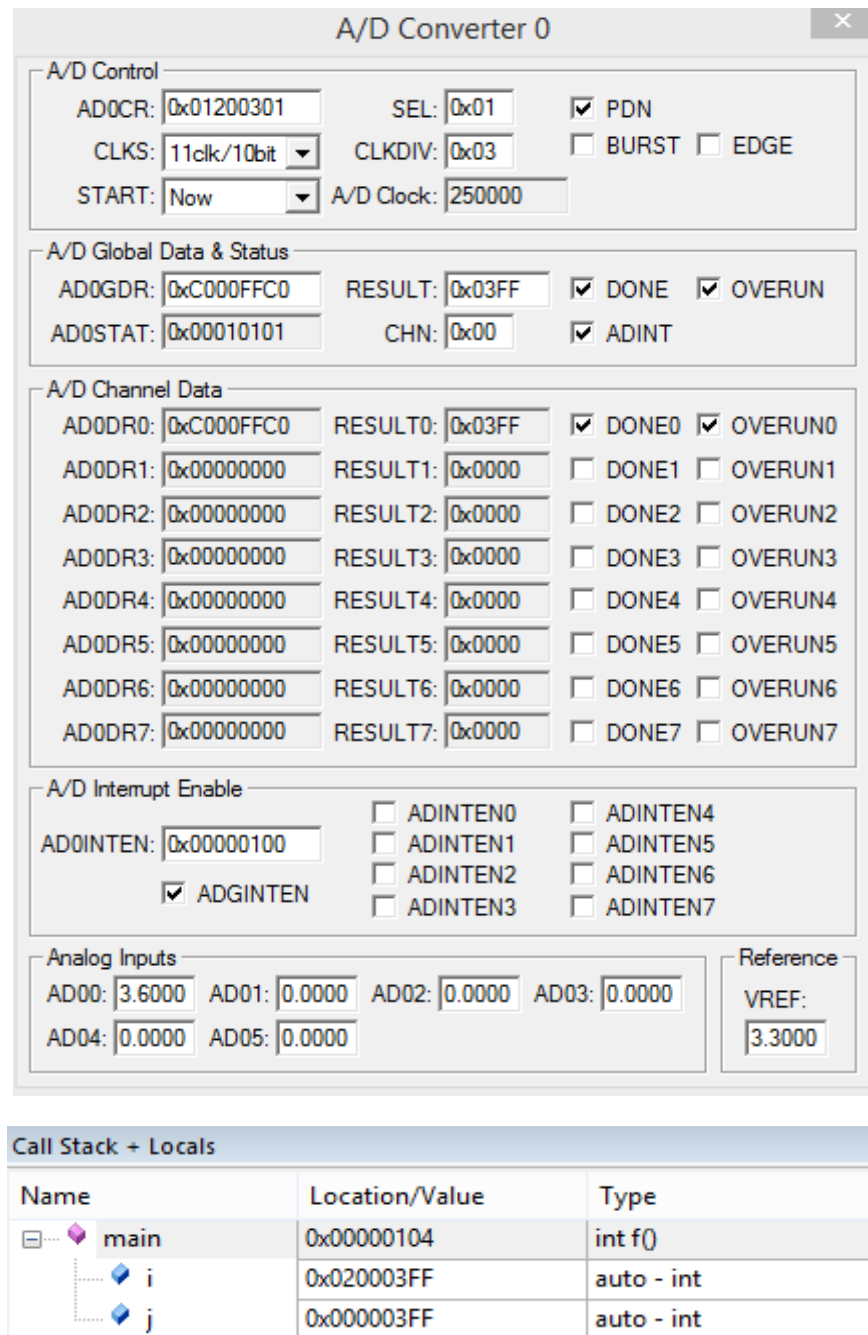 A/D Converter 0
A/D Control
AD0CR: 0x01200301 SEL: 0x01 PDN
CLKS: 11clk/10bit CLKDIV: 0x03 BURST EDGE
START: Now A/D Clock: 250000
A/D Global Data & Status
AD0GDR: 0xC000FFC0 RESULT: 0x03FF DONE OVERUN
AD0STAT: 0x00010101 CHN: 0x00 ADINT
A/D Channel Data
AD0DR0: 0xC000FFC0 RESULT0: 0x03FF DONE0 OVERUN0
AD0DR1: 0x00000000 RESULT1: 0x0000 DONE1 OVERUN1
AD0DR2: 0x00000000 RESULT2: 0x0000 DONE2 OVERUN2
AD0DR3: 0x00000000 RESULT3: 0x0000 DONE3 OVERUN3
AD0DR4: 0x00000000 RESULT4: 0x0000 DONE4 OVERUN4
AD0DR5: 0x00000000 RESULT5: 0x0000 DONE5 OVERUN5
AD0DR6: 0x00000000 RESULT6: 0x0000 DONE6 OVERUN6
AD0DR7: 0x00000000 RESULT7: 0x0000 DONE7 OVERUN7
A/D Interrupt Enable
ADINTEN0 ADINTEN4
AD0INTEN: 0x00000100 ADINTEN1 ADINTEN5
ADINTEN2 ADINTEN6
ADGINTEN ADINTEN3 ADINTEN7
Analog Inputs Reference
AD00: 3.6000 AD01: 0.0000 AD02: 0.0000 AD03: 0.0000 VREF:
AD04: 0.0000 AD05: 0.0000 3.3000
Call Stack + Locals
Name Location/Value Type
main 0x00000104 int f()
i 0x020003FF auto - int
j 0x000003FF auto - int